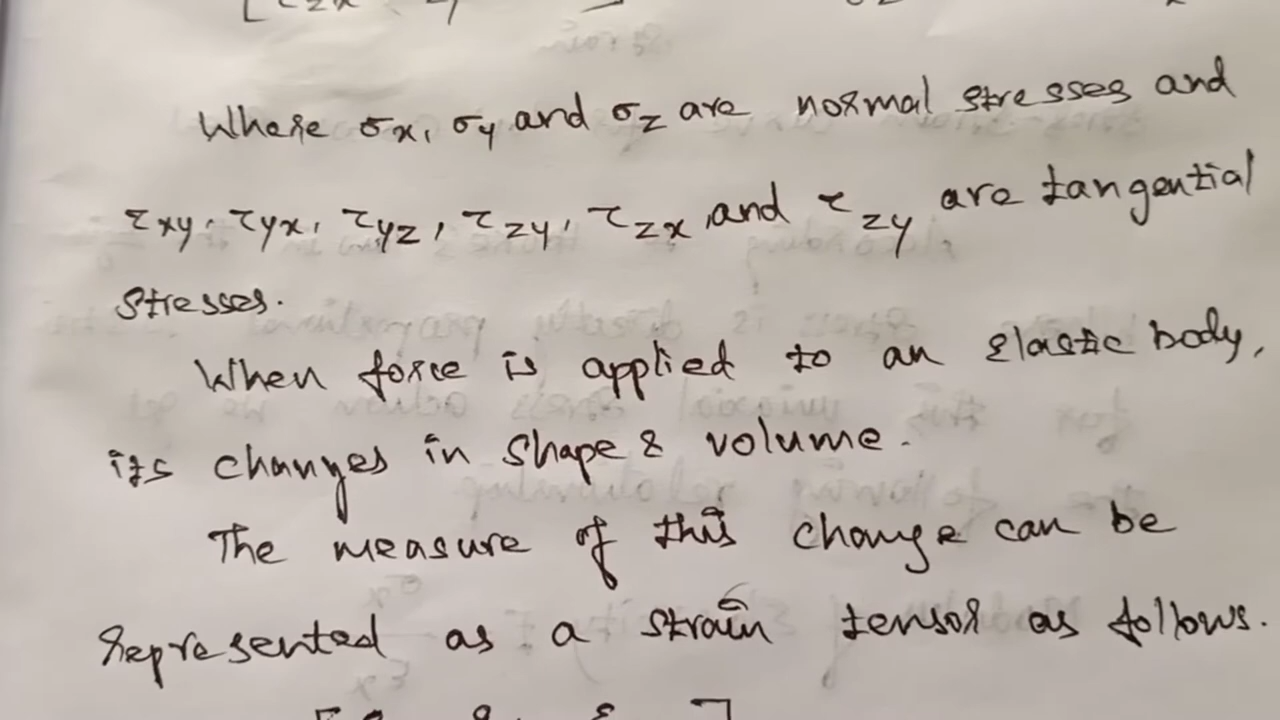 Where σx, σy and σz are normal stresses and
τxy, τyx, τyz, τzy, τzx, and τzy are tangential
stresses.
When force is applied to an elastic body,
its changes in shape & volume.
The measure of this change can be
represented as a strain tensor as follows.